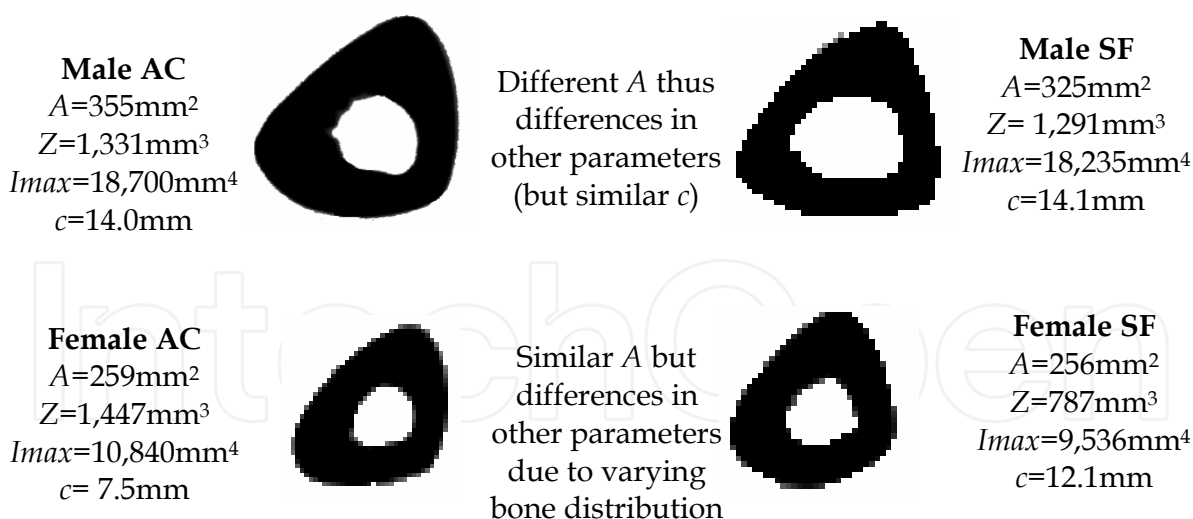 Male AC
A=355mm²
Z=1,331mm³
Imax=18,700mm⁴
c=14.0mm
Different A thus
differences in
other parameters
(but similar c)
Male SF
A=325mm²
Z= 1,291mm³
Imax=18,235mm⁴
c=14.1mm
IntechOpen
Female AC
A=259mm²
Z=1,447mm³
Imax=10,840mm⁴
c= 7.5mm
Similar A but
differences in
other parameters
due to varying
bone distribution
Female SF
A=256mm²
Z=787mm³
Imax=9,536mm⁴
c=12.1mm